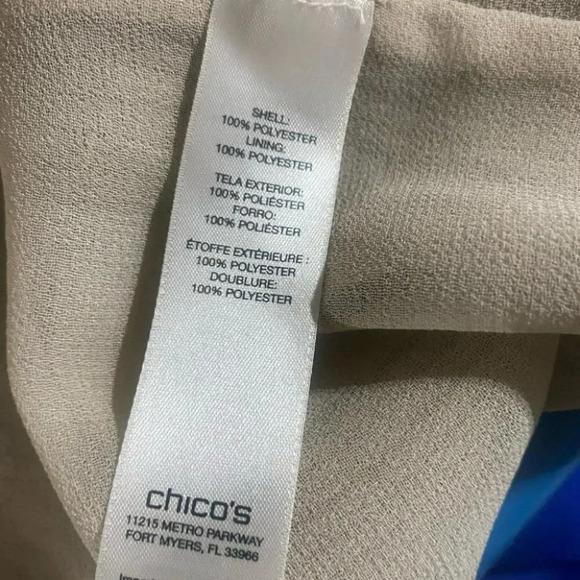 SHELL:
100% POLYESTER
LINING:
100% POLYESTER
TELA EXTERIOR:
100% POLIÉSTER
FORRO:
100% POLIÉSTER
ÉTOFFE EXTÉRIEURE :
100% POLYESTER
DOUBLURE:
100% POLYESTER
chico's
11215 METRO PARKWAY
FORT MYERS, FL 33966